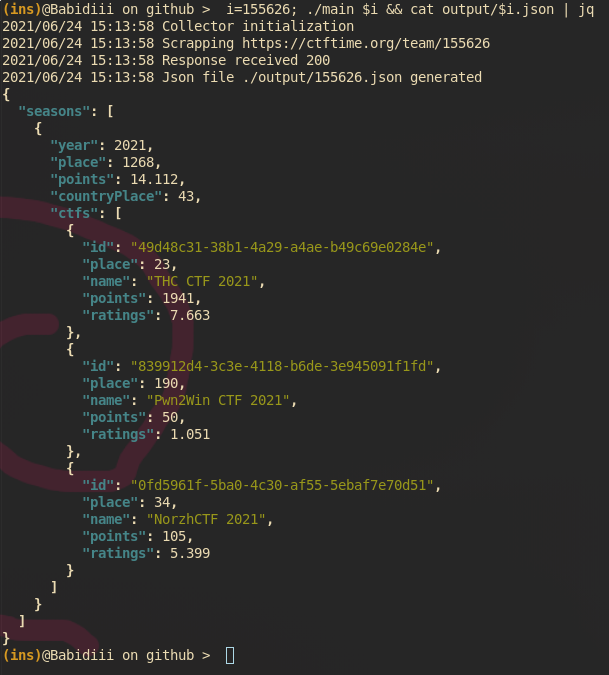 (ins)@Babidiii on github >  i=155626; ./main $i && cat output/$i.json | jq
2021/06/24 15:13:58 Collector initialization
2021/06/24 15:13:58 Scrapping https://ctftime.org/team/155626
2021/06/24 15:13:58 Response received 200
2021/06/24 15:13:58 Json file ./output/155626.json generated
{
  "seasons": [
    {
      "year": 2021,
      "place": 1268,
      "points": 14.112,
      "countryPlace": 43,
      "ctfs": [
        {
          "id": "49d48c31-38b1-4a29-a4ae-b49c69e0284e",
          "place": 23,
          "name": "THC CTF 2021",
          "points": 1941,
          "ratings": 7.663
        },
        {
          "id": "839912d4-3c3e-4118-b6de-3e945091f1fd",
          "place": 190,
          "name": "Pwn2Win CTF 2021",
          "points": 50,
          "ratings": 1.051
        },
        {
          "id": "0fd5961f-5ba0-4c30-af55-5ebaf7e70d51",
          "place": 34,
          "name": "NorzhCTF 2021",
          "points": 105,
          "ratings": 5.399
        }
      ]
    }
  ]
}
(ins)@Babidiii on github >